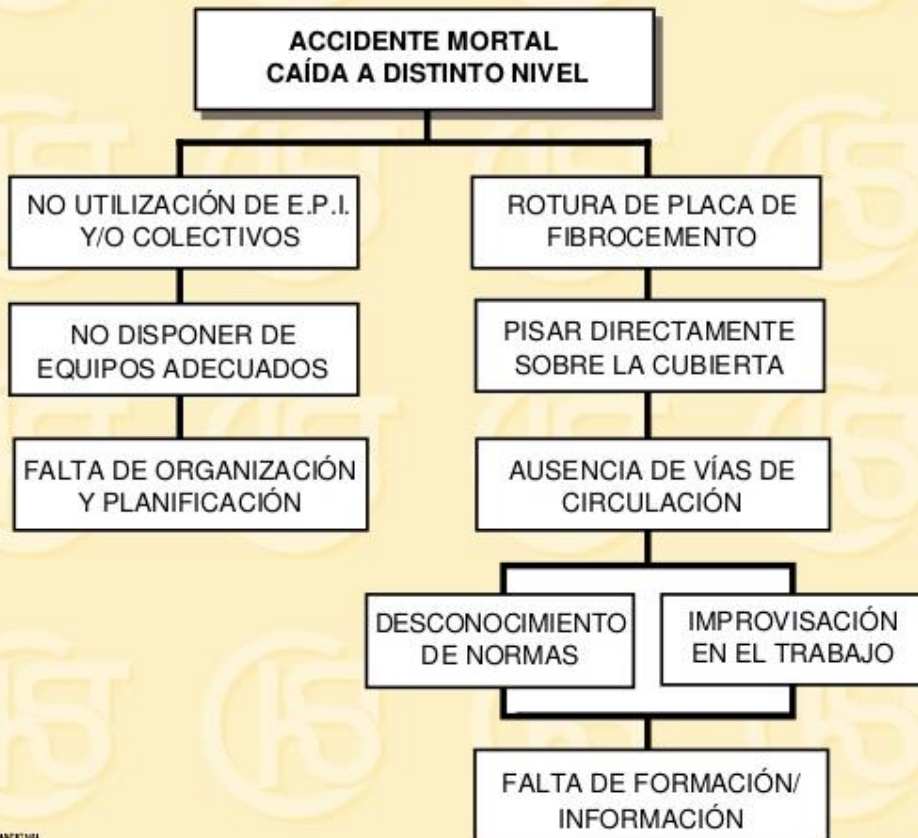 ACCIDENTE MORTAL
CAÍDA A DISTINTO NIVEL
NO UTILIZACIÓN DE E.P.I.
Y/O COLECTIVOS
ROTURA DE PLACA DE
FIBROCEMENTO
NO DISPONER DE
EQUIPOS ADECUADOS
PISAR DIRECTAMENTE
SOBRE LA CUBIERTA
FALTA DE ORGANIZACIÓN
Y PLANIFICACIÓN
AUSENCIA DE VÍAS DE
CIRCULACIÓN
DESCONOCIMIENTO
DE NORMAS
IMPROVISACIÓN
EN EL TRABAJO
FALTA DE FORMACIÓN/
INFORMACIÓN